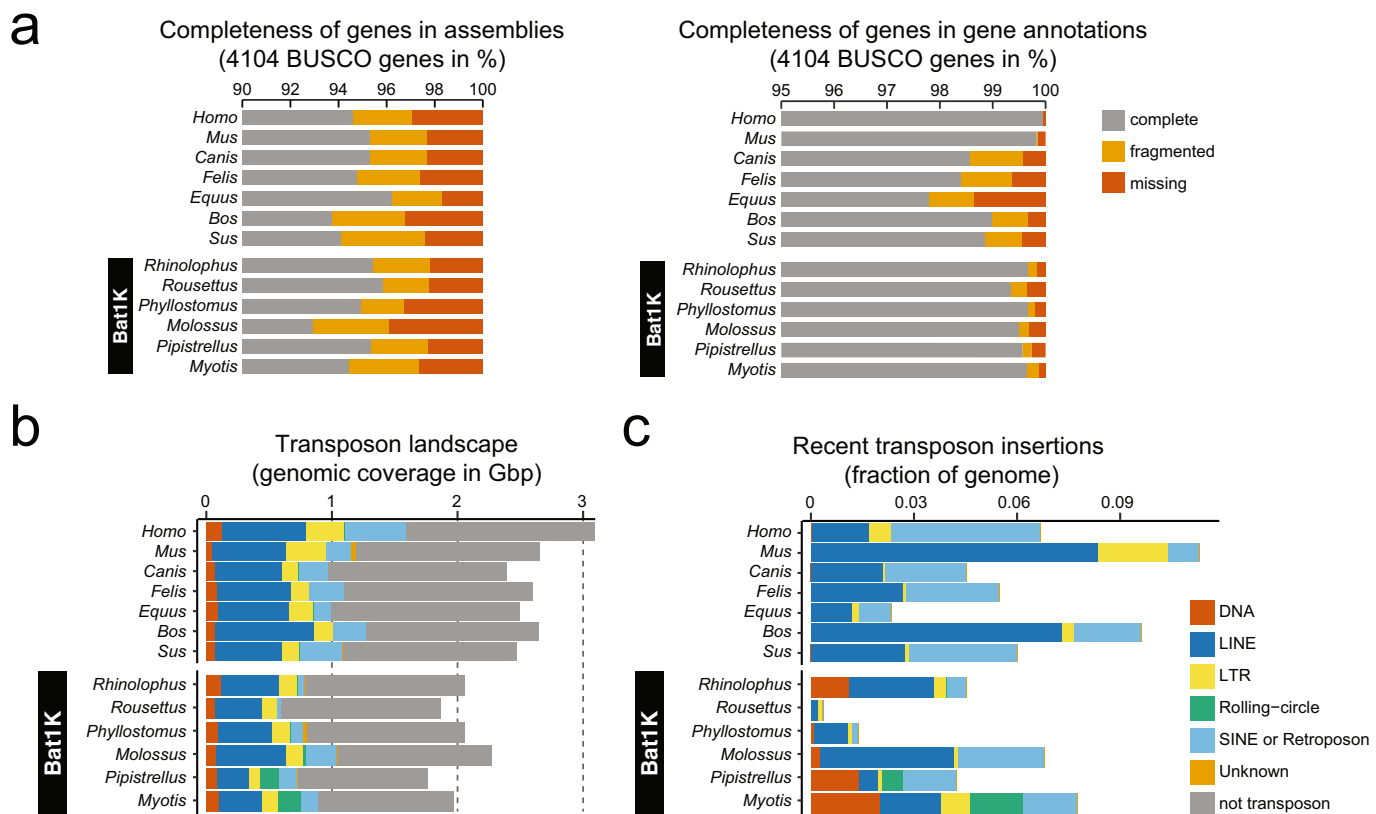 a
Completeness of genes in assemblies
(4104 BUSCO genes in %)
90 92 94 96 98 100
Homo
Mus
Canis
Felis
Equus
Bos
Sus
Bat1K
Rhinolophus
Rousettus
Phyllostomus
Molossus
Pipistrellus
Myotis
Completeness of genes in gene annotations
(4104 BUSCO genes in %)
95 96 97 98 99 100
Homo
Mus
Canis
Felis
Equus
Bos
Sus
Bat1K
Rhinolophus
Rousettus
Phyllostomus
Molossus
Pipistrellus
Myotis
complete
fragmented
missing
b
Transposon landscape
(genomic coverage in Gbp)
0 1 2 3
Homo
Mus
Canis
Felis
Equus
Bos
Sus
Bat1K
Rhinolophus
Rousettus
Phyllostomus
Molossus
Pipistrellus
Myotis
c
Recent transposon insertions
(fraction of genome)
0 0.03 0.06 0.09
Homo
Mus
Canis
Felis
Equus
Bos
Sus
Bat1K
Rhinolophus
Rousettus
Phyllostomus
Molossus
Pipistrellus
Myotis
DNA
LINE
LTR
Rolling−circle
SINE or Retroposon
Unknown
not transposon